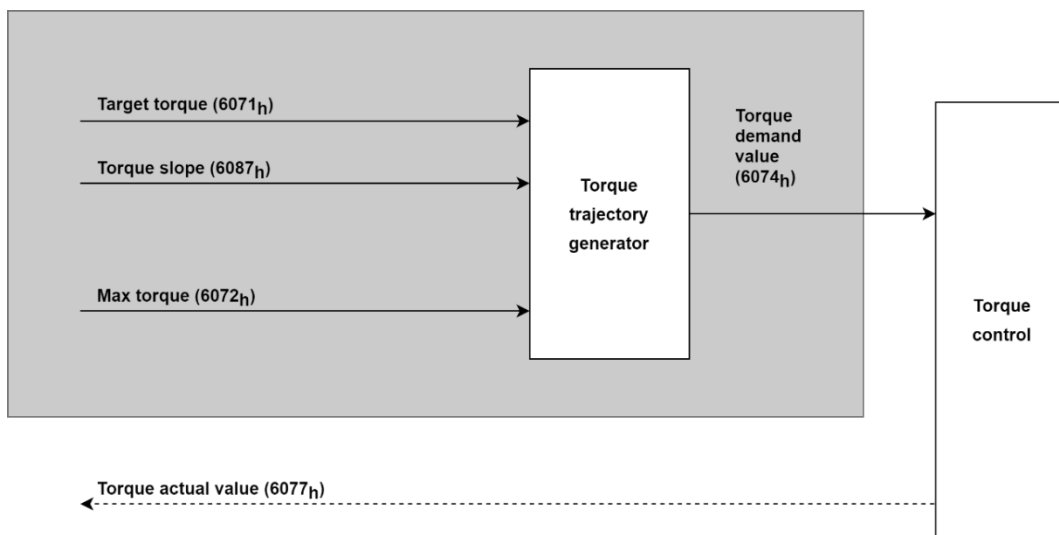 Target torque (6071h)
Torque slope (6087h)
Max torque (6072h)
Torque
trajectory
generator
Torque
demand
value
(6074h)
Torque
control
Torque actual value (6077h)